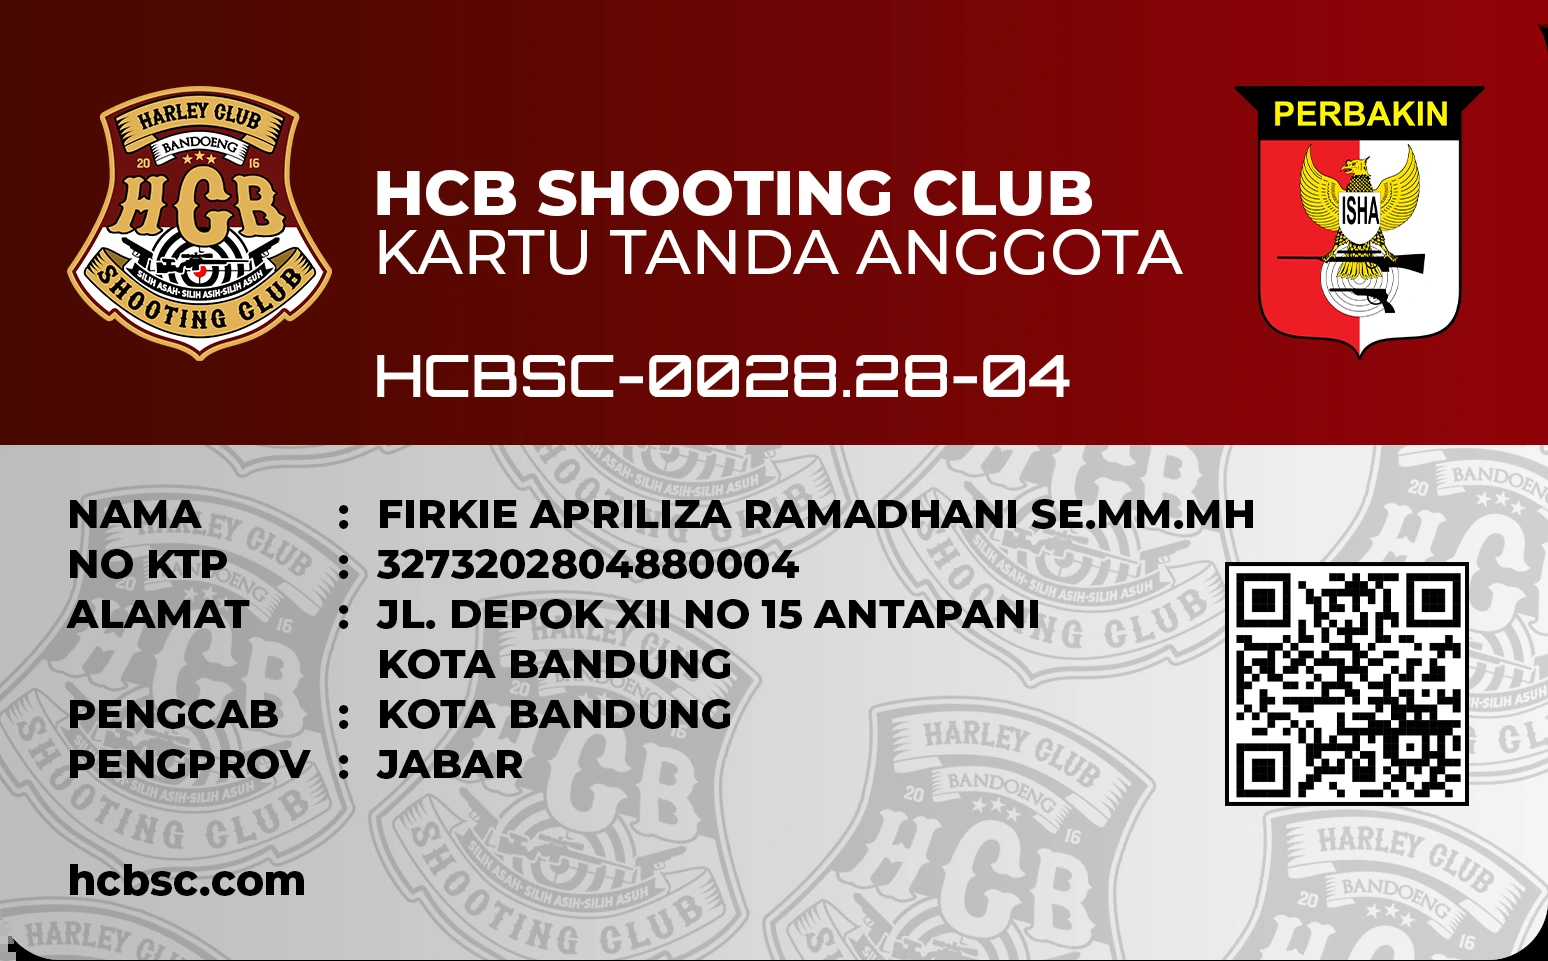 HARLEY CLUB
BANDOENG
20 16
HCB
SILIH ASAH-SILIH ASIH-SILIH ASUH
SHOOTING CLUB
HCB SHOOTING CLUB
KARTU TANDA ANGGOTA
HCBSC-0028.28-04
PERBAKIN
ISHA
NAMA : FIRKIE APRILIZA RAMADHANI SE.MM.MH
NO KTP : 3273202804880004
ALAMAT : JL. DEPOK XII NO 15 ANTAPANI
KOTA BANDUNG
PENGCAB : KOTA BANDUNG
PENGPROV : JABAR
hcbsc.com